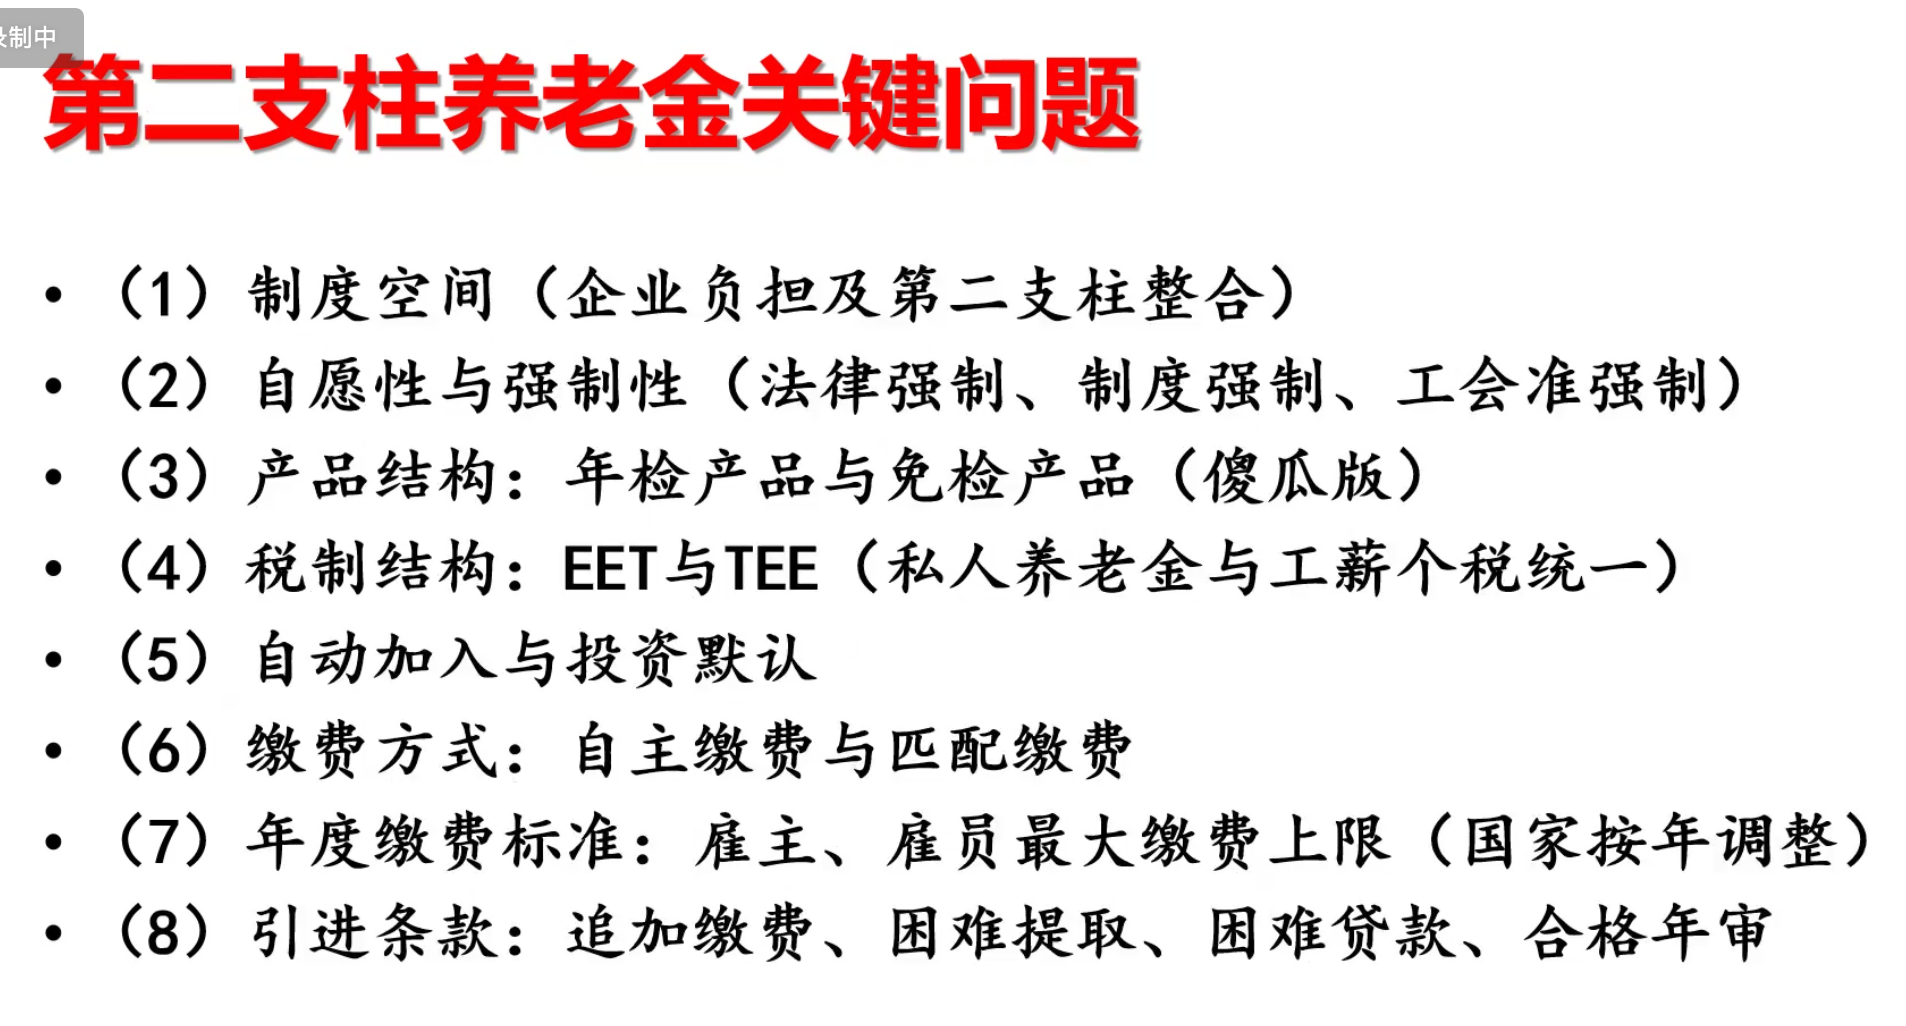 制中
第二支柱养老金关键问题
• （1）制度空间（企业负担及第二支柱整合）
• （2）自愿性与强制性（法律强制、制度强制、工会准强制）
• （3）产品结构：年检产品与免检产品（傻瓜版）
• （4）税制结构：EET与TEE（私人养老金与工薪个税统一）
• （5）自动加入与投资默认
• （6）缴费方式：自主缴费与匹配缴费
• （7）年度缴费标准：雇主、雇员最大缴费上限（国家按年调整）
• （8）引进条款：追加缴费、困难提取、困难贷款、合格年审